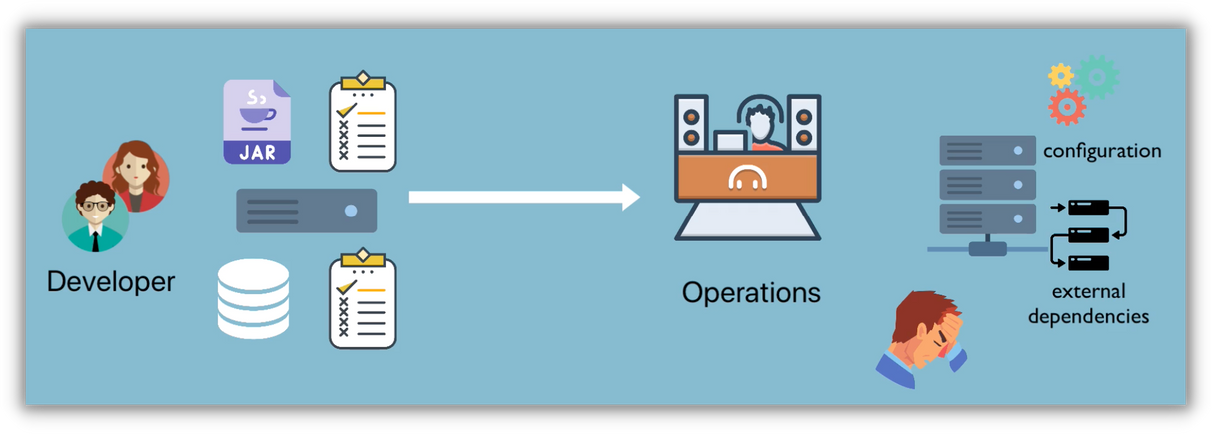 JAR
Developer
Operations
configuration
external
dependencies